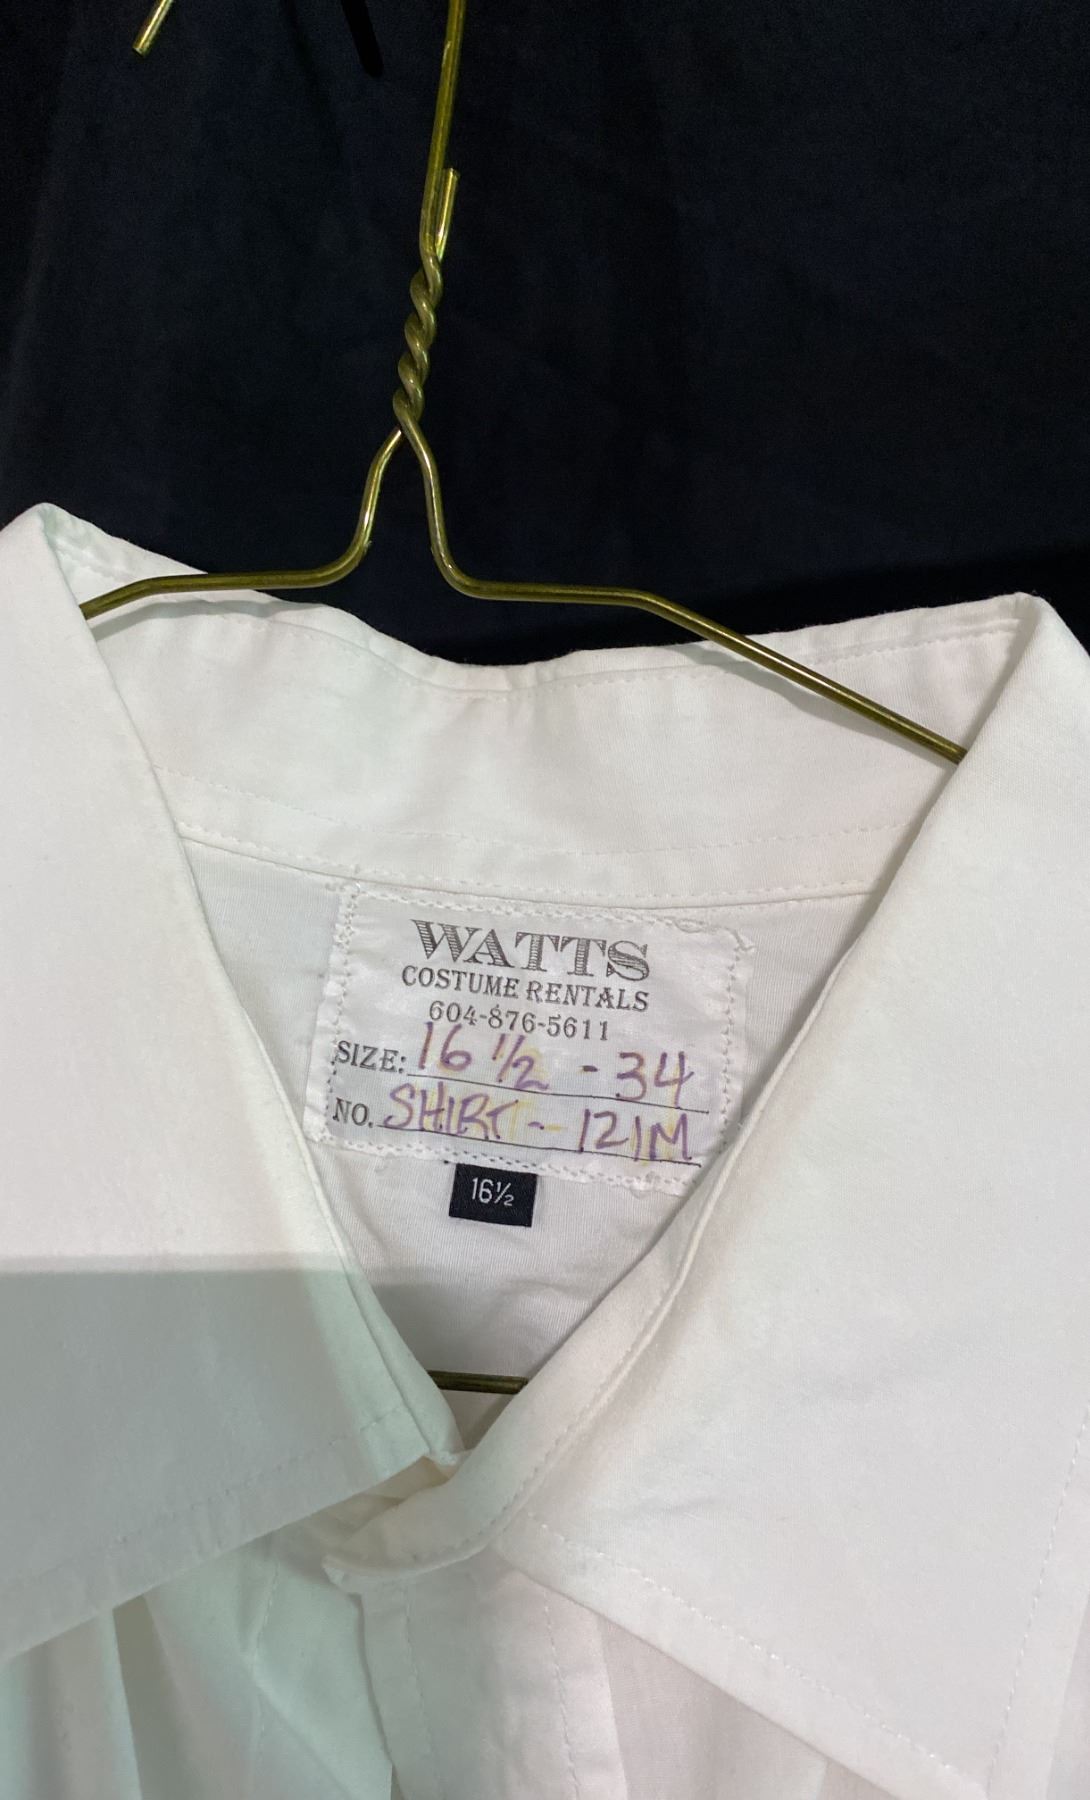 WATTS
COSTUME RENTALS
604-876-5611
SIZE: 16 1/2 - 34
NO. SHIRT - 121M
16½